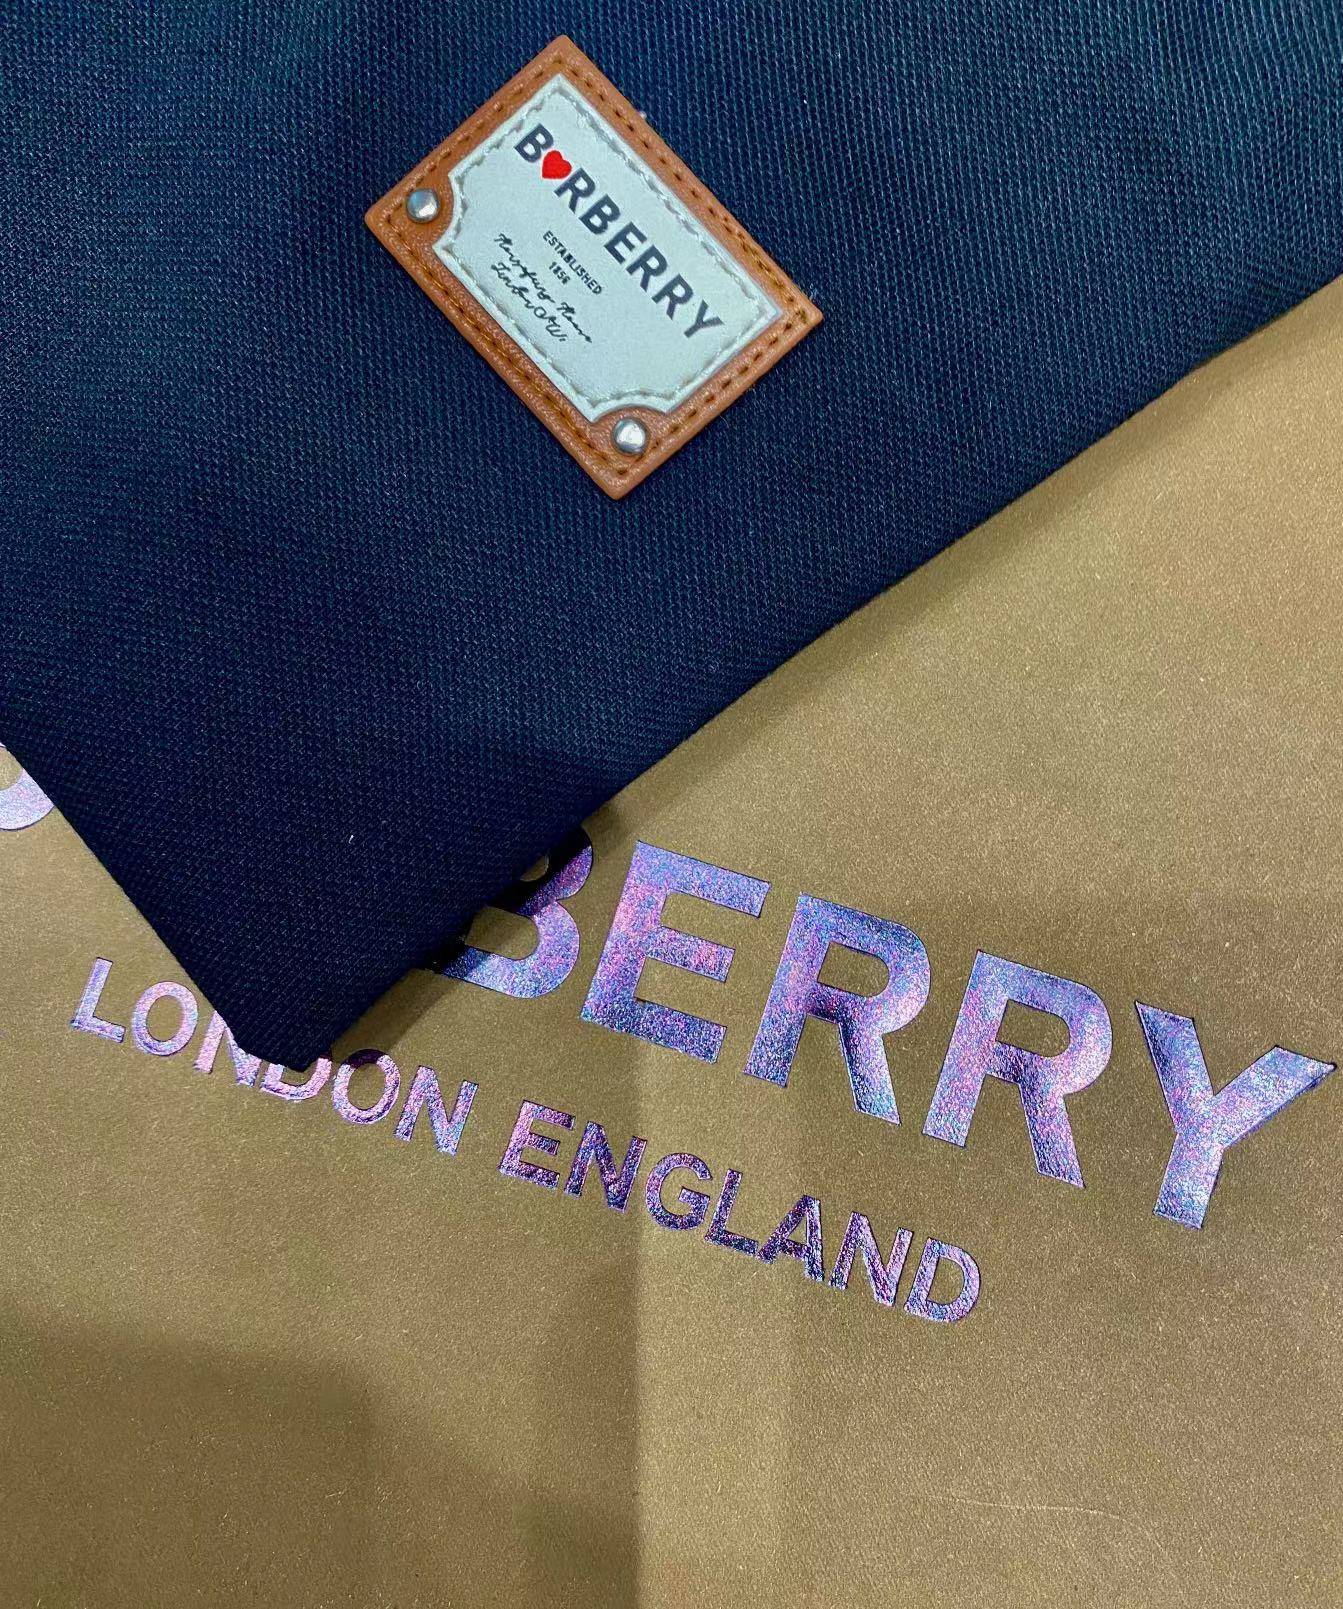 B❤RBERRY
ESTABLISHED
1856
BERRY
LONDON ENGLAND